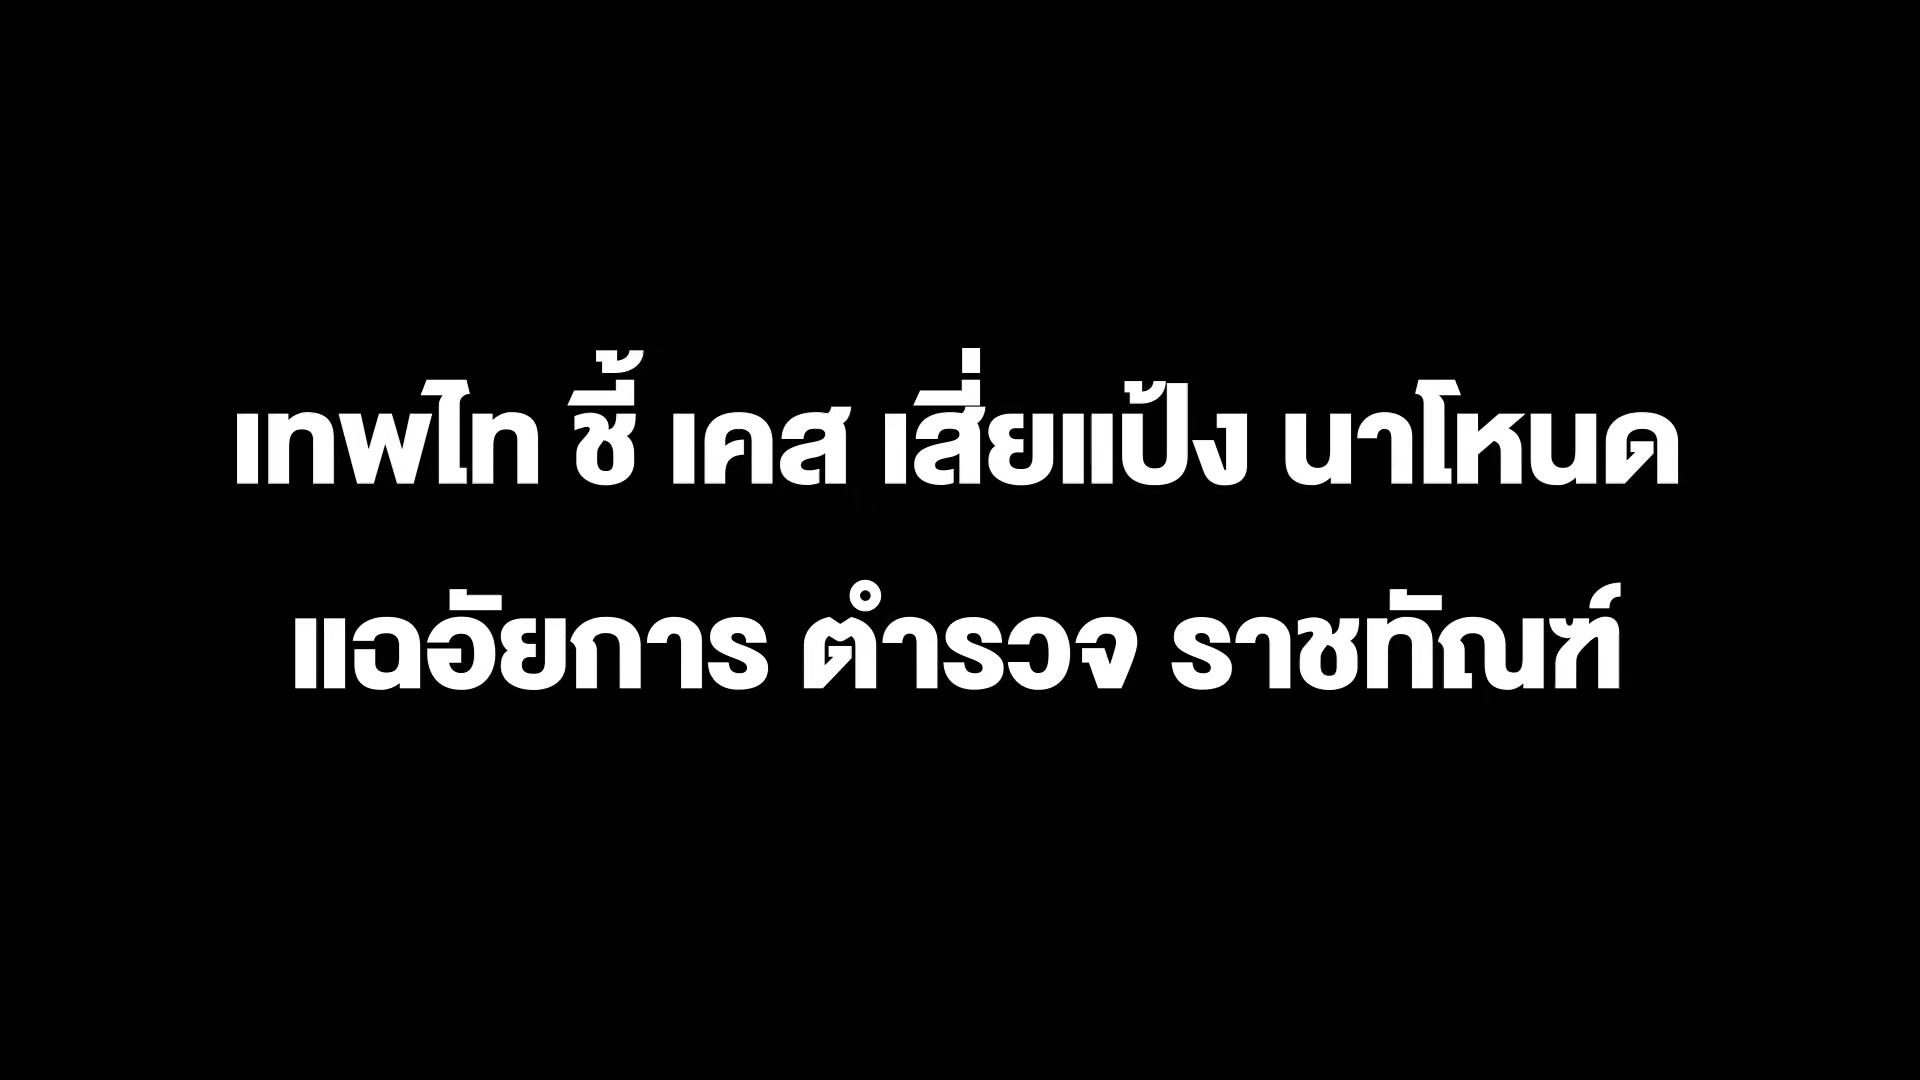 เทพไท ชี้ เคส เสี่ยแป้ง นาโหนด
แฉอัยการ ตำรวจ ราชทัณฑ์